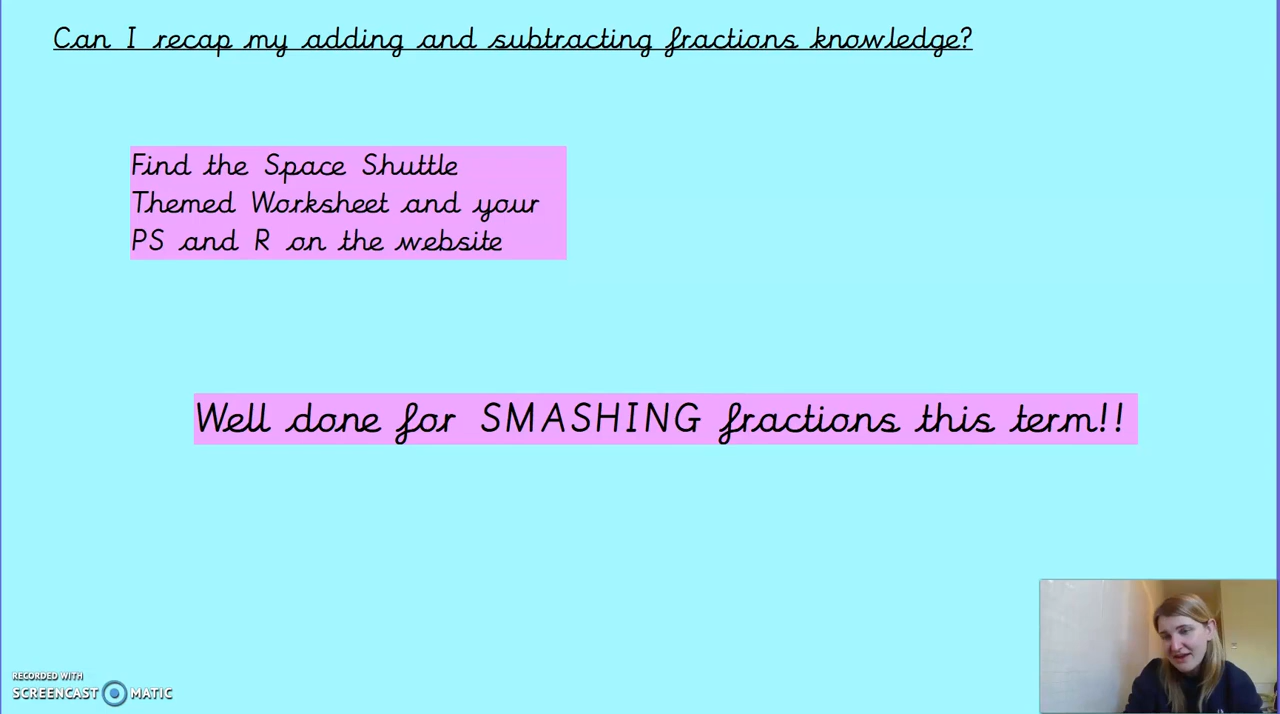 Can I recap my adding and subtracting fractions knowledge?
Find the Space Shuttle
Themed Worksheet and your
PS and R on the website
Well done for SMASHING fractions this term!!
RECORDED WITH
SCREENCAST MATIC